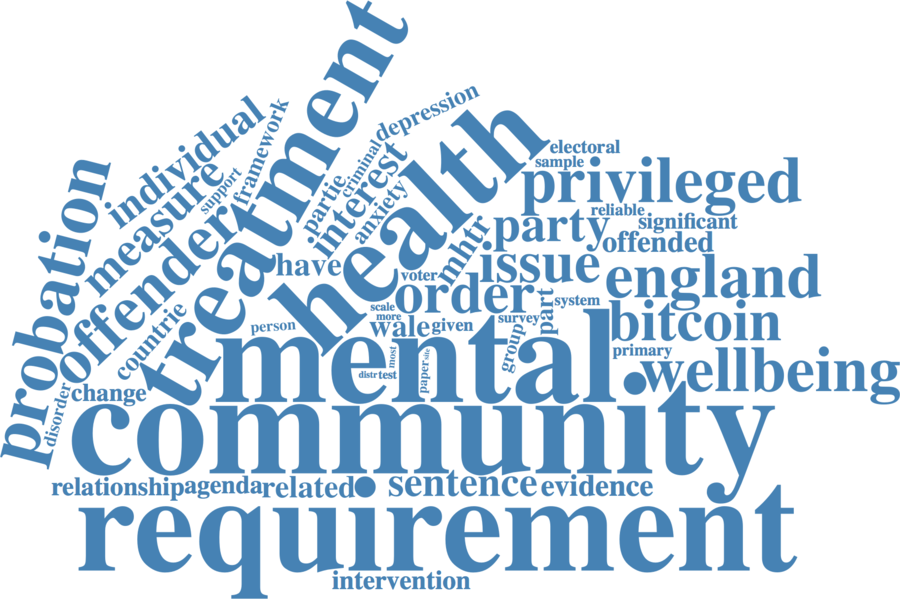 treatment
health
depression
individual
framework
support
measure
criminal
interest
anxiety
partie
electoral
sample
privileged
reliable
significant
party
offended
probation
offender
mhtr
issue
have
voter
england
order
part
system
countrie
scale
more
survey
bitcoin
person
wale
given
group
primary
mental
most
site
paper
distr
test
wellbeing
change
disorder
community
relationship
agenda
related
sentence
evidence
requirement
intervention